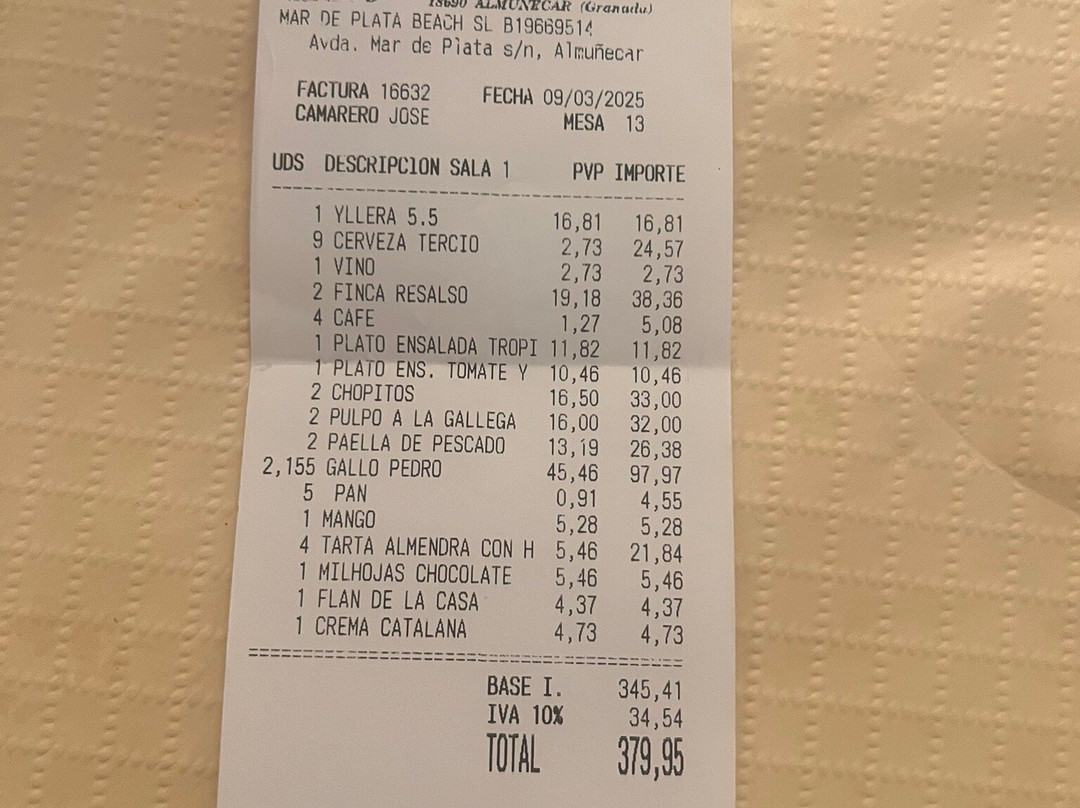 18690 ALMUÑECAR (Granada)
MAR DE PLATA BEACH SL B19669514
Avda. Mar de Plata s/n, Almuñecar
FACTURA 16632 FECHA 09/03/2025
CAMARERO JOSE MESA 13
UDS DESCRIPCION SALA 1 PVP IMPORTE
1 YLLERA 5.5 16,81 16,81
9 CERVEZA TERCIO 2,73 24,57
1 VINO 2,73 2,73
2 FINCA RESALSO 19,18 38,36
4 CAFE 1,27 5,08
1 PLATO ENSALADA TROPI 11,82 11,82
1 PLATO ENS. TOMATE Y 10,46 10,46
2 CHOPITOS 16,50 33,00
2 PULPO A LA GALLEGA 16,00 32,00
2 PAELLA DE PESCADO 13,19 26,38
2,155 GALLO PEDRO 45,46 97,97
5 PAN 0,91 4,55
1 MANGO 5,28 5,28
4 TARTA ALMENDRA CON H 5,46 21,84
1 MILHOJAS CHOCOLATE 5,46 5,46
1 FLAN DE LA CASA 4,37 4,37
1 CREMA CATALANA 4,73 4,73
BASE I. 345,41
IVA 10% 34,54
TOTAL 379,95